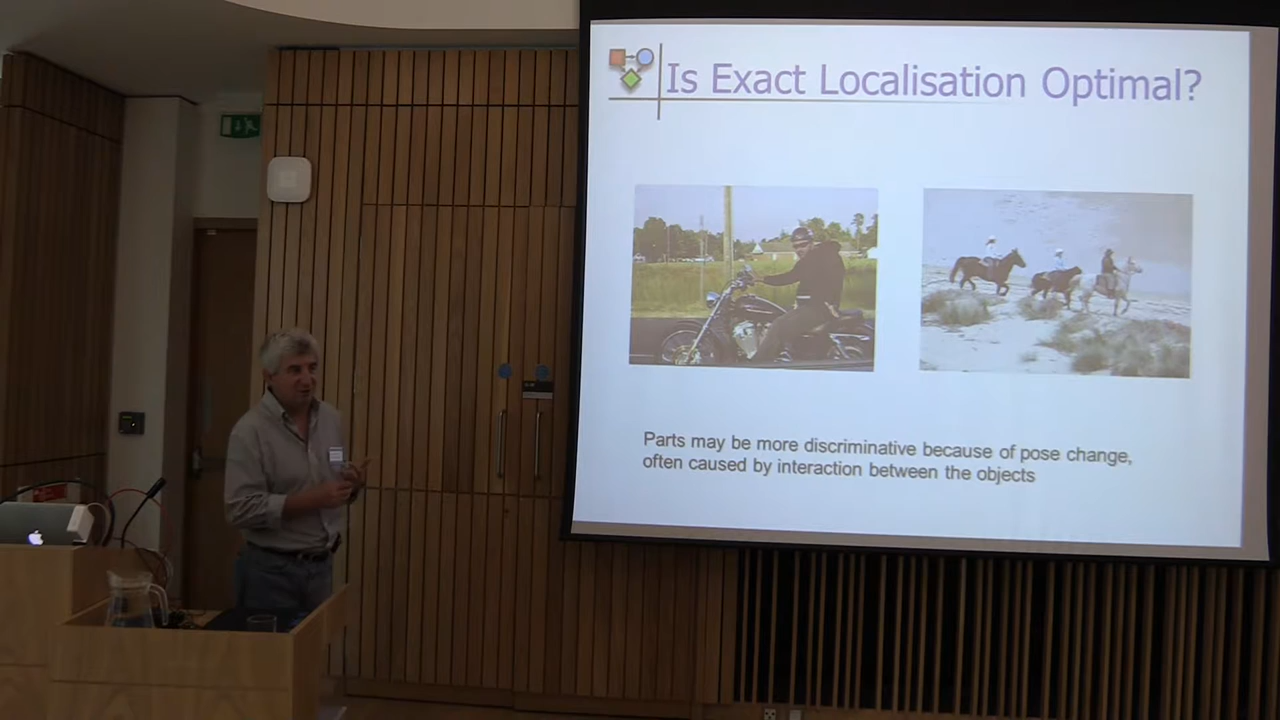 Is Exact Localisation Optimal?
Parts may be more discriminative because of pose change,
often caused by interaction between the objects